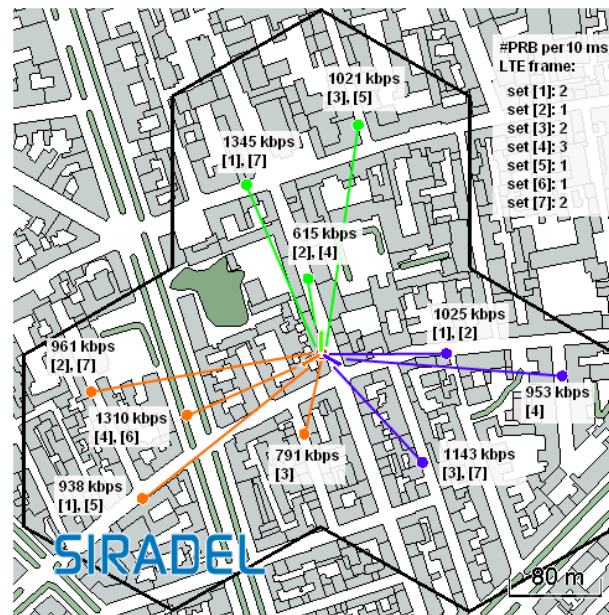 #PRB per 10 ms
LTE frame:
set [1]: 2
set [2]: 1
set [3]: 2
set [4]: 3
set [5]: 1
set [6]: 1
set [7]: 2
1021 kbps
[3], [5]
1345 kbps
[1], [7]
615 kbps
[2], [4]
1025 kbps
[1], [2]
961 kbps
[2], [7]
953 kbps
[4]
1310 kbps
[4], [6]
791 kbps
[3]
1143 kbps
[3], [7]
938 kbps
[1], [5]
SIRADEL
80 m